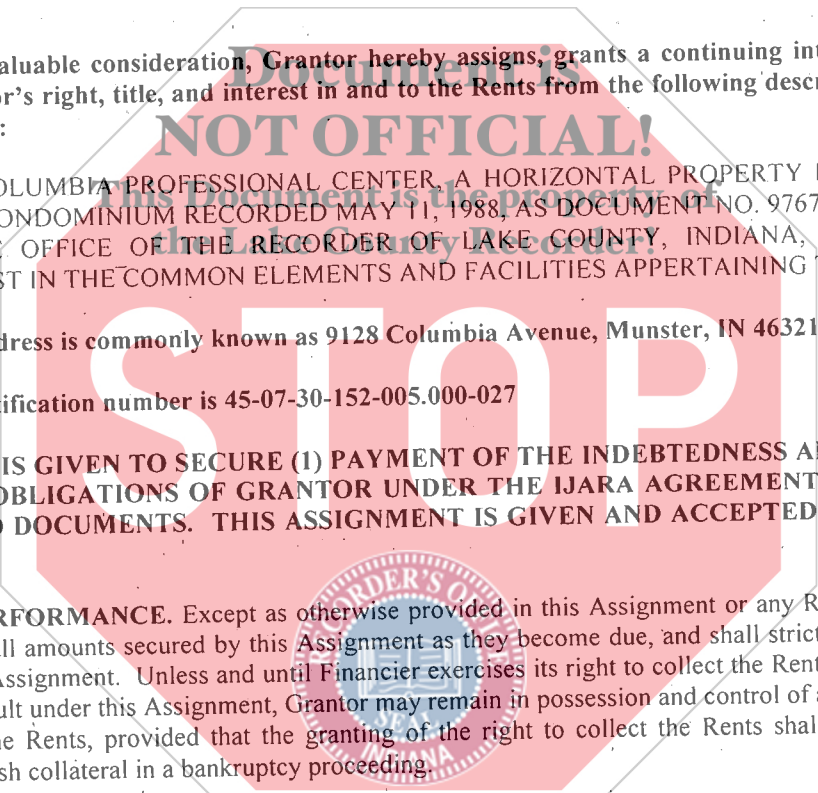 aluable consideration, Grantor hereby assigns, grants a continuing int
or's right, title, and interest in and to the Rents from the following descr
:
OLUMBIA PROFESSIONAL CENTER, A HORIZONTAL PROPERTY
ONDOMINIUM RECORDED MAY 11, 1988, AS DOCUMENT NO. 9767
OFFICE OF THE RECORDER OF LAKE COUNTY, INDIANA,
ST IN THE COMMON ELEMENTS AND FACILITIES APPERTAINING
dress is commonly known as 9128 Columbia Avenue, Munster, IN 46321
tification number is 45-07-30-152-005.000-027
IS GIVEN TO SECURE (1) PAYMENT OF THE INDEBTEDNESS A
OBLIGATIONS OF GRANTOR UNDER THE IJARA AGREEMENT
DOCUMENTS. THIS ASSIGNMENT IS GIVEN AND ACCEPTED
RFORMANCE. Except as otherwise provided in this Assignment or any R
ll amounts secured by this Assignment as they become due, and shall strict
Assignment. Unless and until Financier exercises its right to collect the Rent
ult under this Assignment, Grantor may remain in possession and control of
he Rents, provided that the granting of the right to collect the Rents shal
sh collateral in a bankruptcy proceeding.
Document is
NOT OFFICIAL!
This Document is the property of
the Lake County Recorder!
STOP
RECORDER'S OFFICE
SEAL
INDIANA